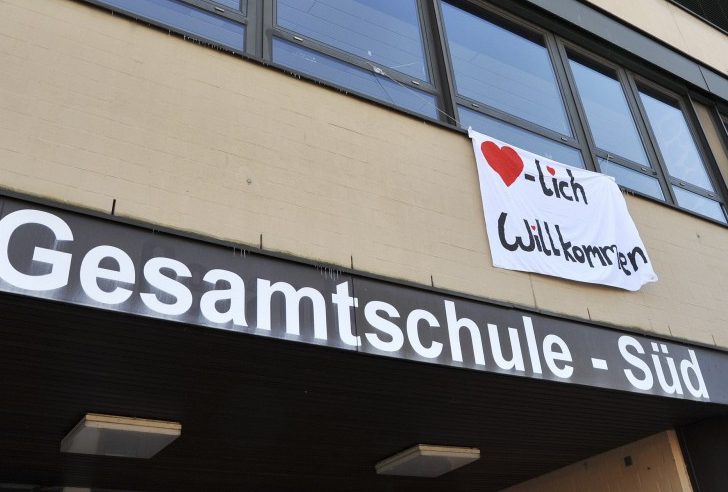 ❤-lich
Willkommen
Gesamtschule - Süd